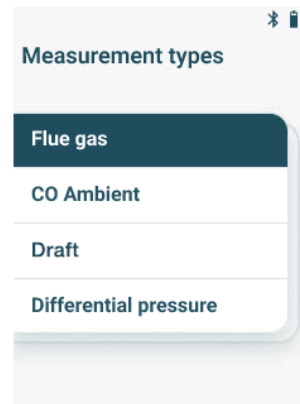 Measurement types
Flue gas
CO Ambient
Draft
Differential pressure